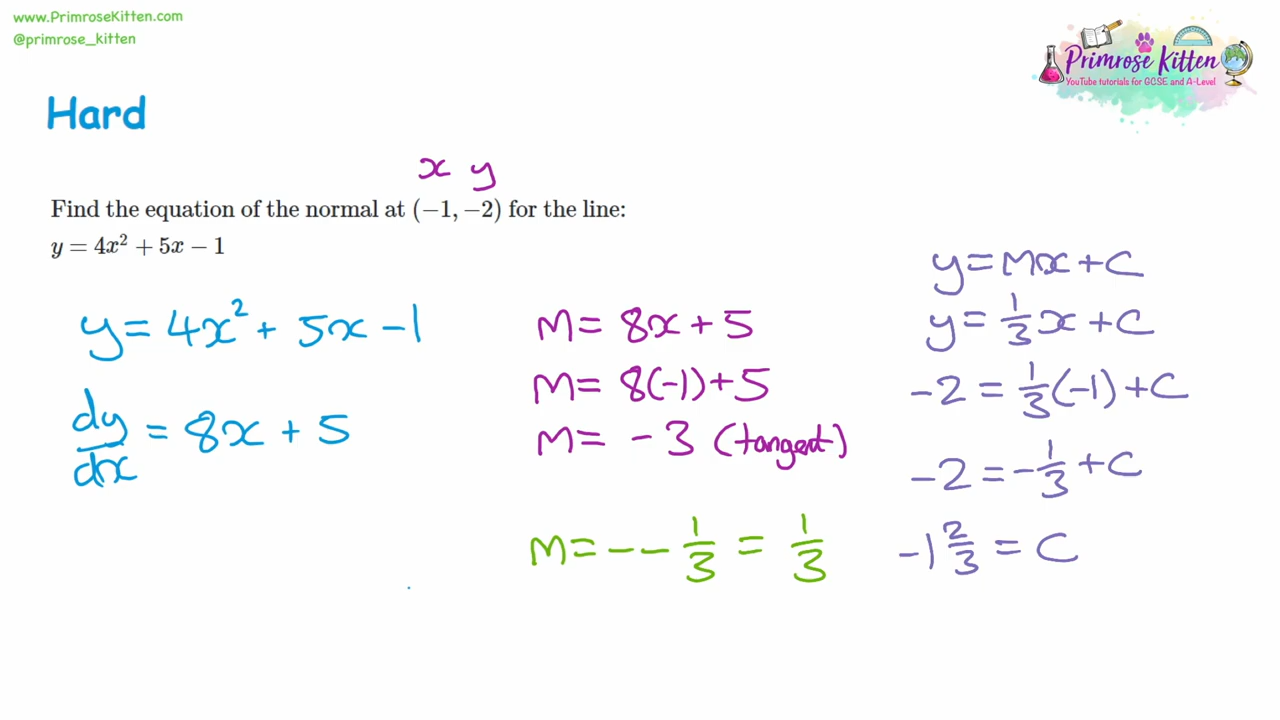 www.PrimroseKitten.com
@primrose_kitten
Primrose Kitten
YouTube tutorials for GCSE and A-Level
Hard
x y
Find the equation of the normal at (−1, −2) for the line:
y = 4x² + 5x − 1
y = 4x² + 5x − 1
dy/dx = 8x + 5
m = 8x + 5
m = 8(−1) + 5
m = −3 (tangent)
m = − − 1/3 = 1/3
y = mx + c
y = 1/3 x + c
−2 = 1/3 (−1) + c
−2 = − 1/3 + c
−1 2/3 = c